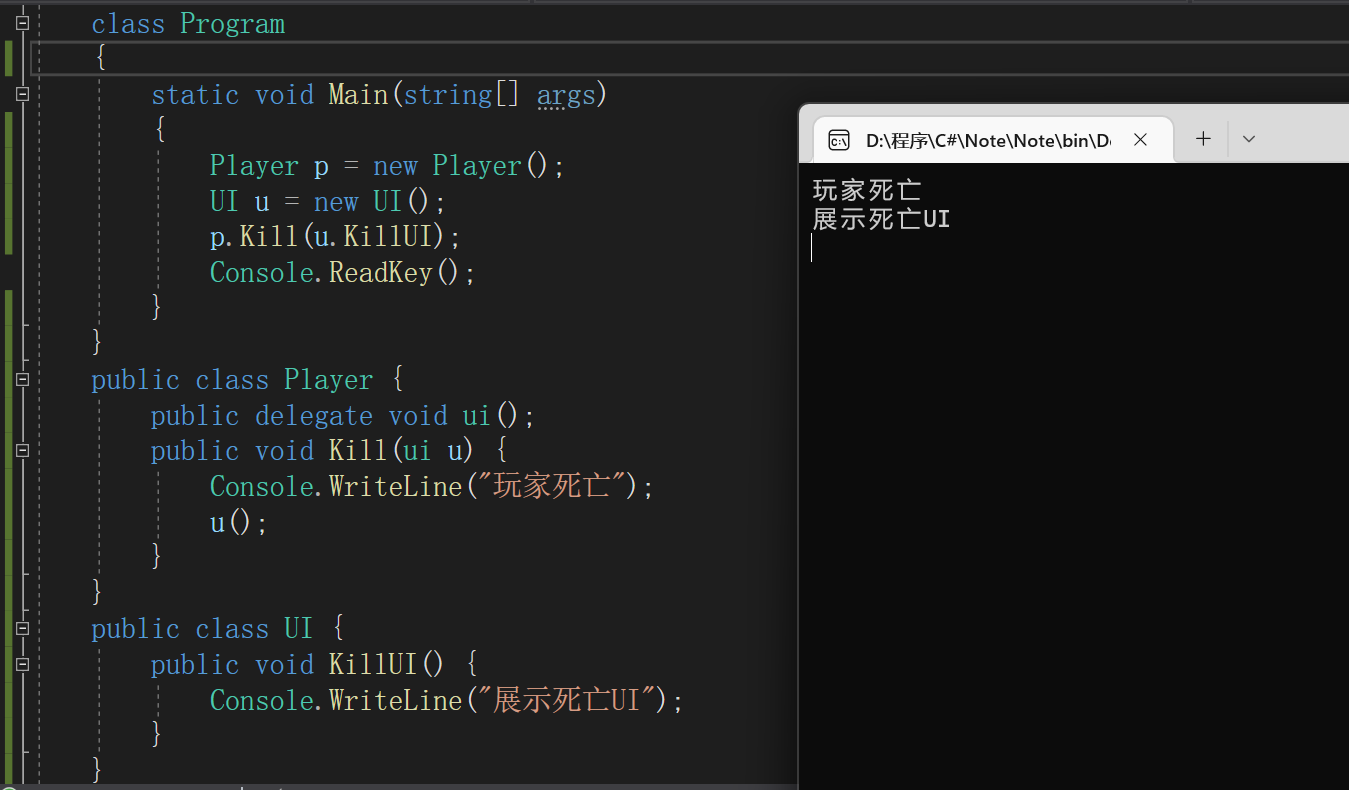 class Program
{
static void Main(string[] args)
{
Player p = new Player();
UI u = new UI();
p.Kill(u.KillUI);
Console.ReadKey();
}
}
public class Player {
public delegate void ui();
public void Kill(ui u) {
Console.WriteLine("玩家死亡");
u();
}
}
public class UI {
public void KillUI() {
Console.WriteLine("展示死亡UI");
}
}
D:\程序\C#\Note\Note\bin\D
玩家死亡
展示死亡UI